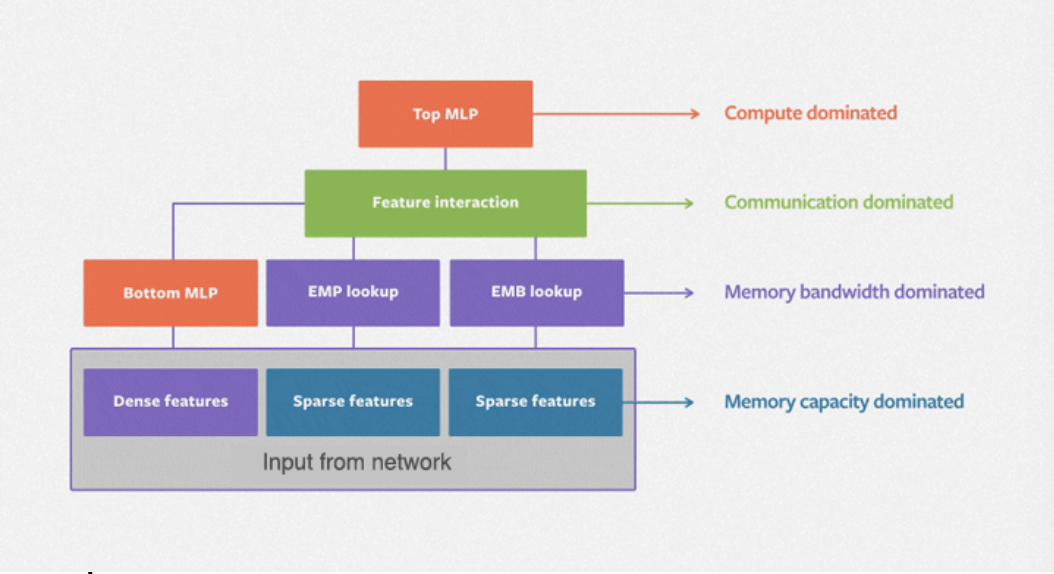 Top MLP
Compute dominated
Feature interaction
Communication dominated
Bottom MLP
EMP lookup
EMB lookup
Memory bandwidth dominated
Dense features
Sparse features
Sparse features
Memory capacity dominated
Input from network